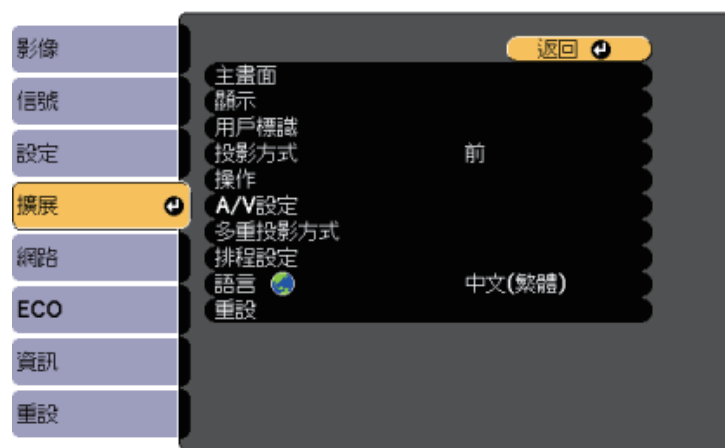 影像
信號
設定
擴展
網路
ECO
資訊
重設
返回
主畫面
顯示
用戶標識
投影方式 前
操作
A/V設定
多重投影方式
排程設定
語言 中文(繁體)
重設